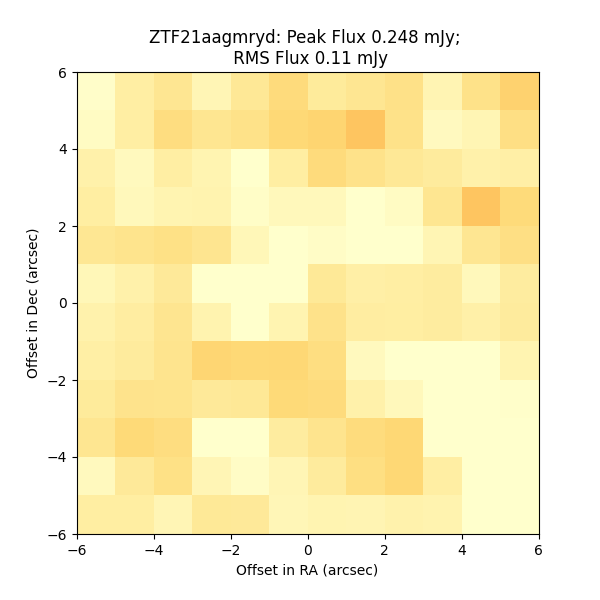 ZTF21aagmryd: Peak Flux 0.248 mJy;
RMS Flux 0.11 mJy
6
4
2
0
−2
−4
−6
Offset in Dec (arcsec)
−6 −4 −2 0 2 4 6
Offset in RA (arcsec)